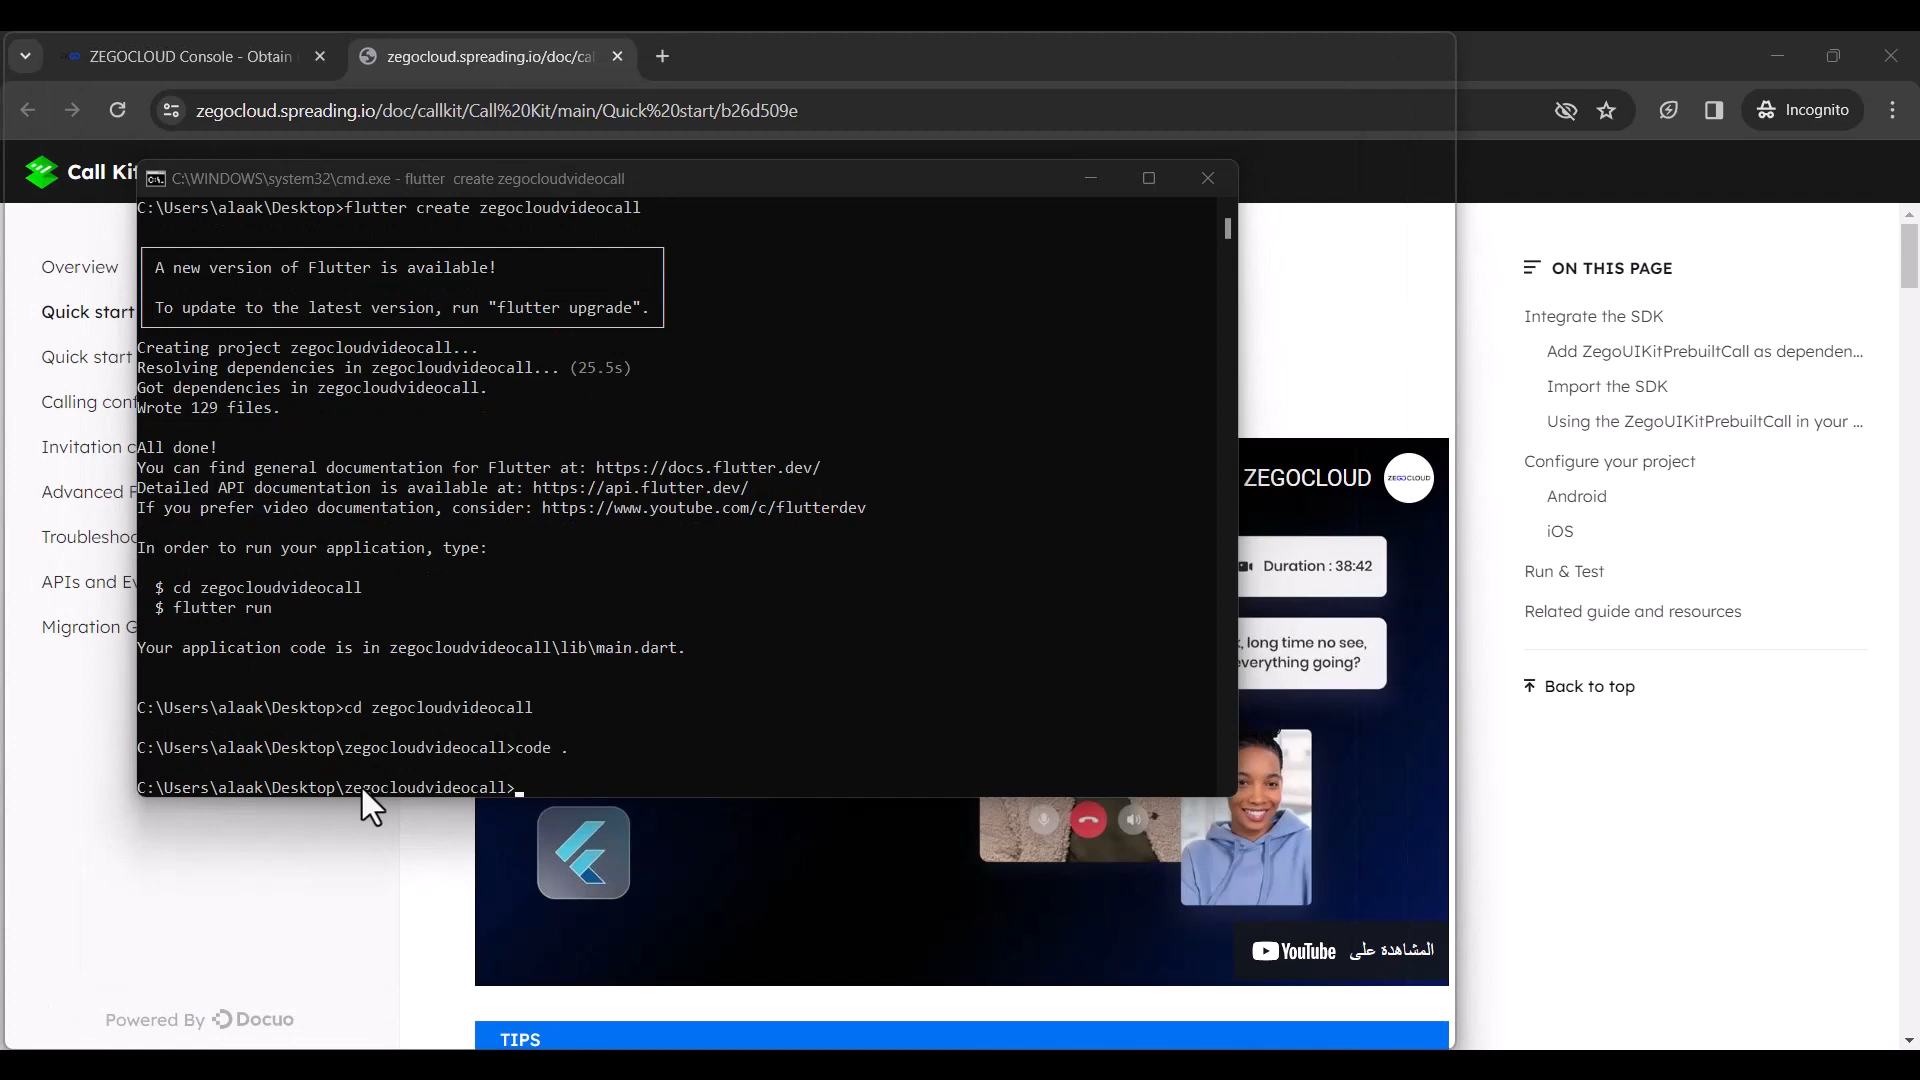 ZEGOCLOUD Console - Obtain
zegocloud.spreading.io/doc/cal
zegocloud.spreading.io/doc/callkit/Call%20Kit/main/Quick%20start/b26d509e
Incognito
Call Kit
C:\WINDOWS\system32\cmd.exe - flutter  create zegocloudvideocall
C:\Users\alaak\Desktop>flutter create zegocloudvideocall
A new version of Flutter is available!
To update to the latest version, run "flutter upgrade".
Creating project zegocloudvideocall...
Resolving dependencies in zegocloudvideocall... (25.5s)
Got dependencies in zegocloudvideocall.
Wrote 129 files.
All done!
You can find general documentation for Flutter at: https://docs.flutter.dev/
Detailed API documentation is available at: https://api.flutter.dev/
If you prefer video documentation, consider: https://www.youtube.com/c/flutterdev
In order to run your application, type:
$ cd zegocloudvideocall
$ flutter run
Your application code is in zegocloudvideocall\lib\main.dart.
C:\Users\alaak\Desktop>cd zegocloudvideocall
C:\Users\alaak\Desktop\zegocloudvideocall>code .
C:\Users\alaak\Desktop\zegocloudvideocall>
Overview
Quick start
Quick start
Calling
Invitation
Advanced
APIs and
Migration
Powered By Docuo
ZEGOCLOUD
ZEGOCLOUD
Duration : 38:42
long time no see,
everything going?
YouTube المشاهدة على
TIPS
ON THIS PAGE
Integrate the SDK
Add ZegoUIKitPrebuiltCall as dependen...
Import the SDK
Using the ZegoUIKitPrebuiltCall in your ...
Configure your project
Android
iOS
Run & Test
Related guide and resources
Back to top